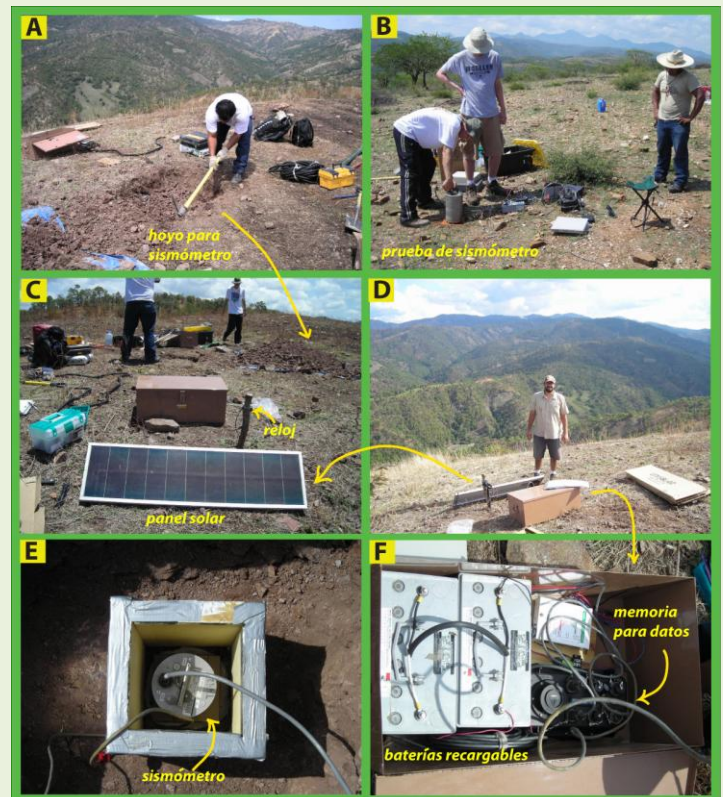 A
hoyo para
sismómetro
B
prueba de sismómetro
C
reloj
panel solar
D
E
sismómetro
F
memoria
para datos
baterías recargables